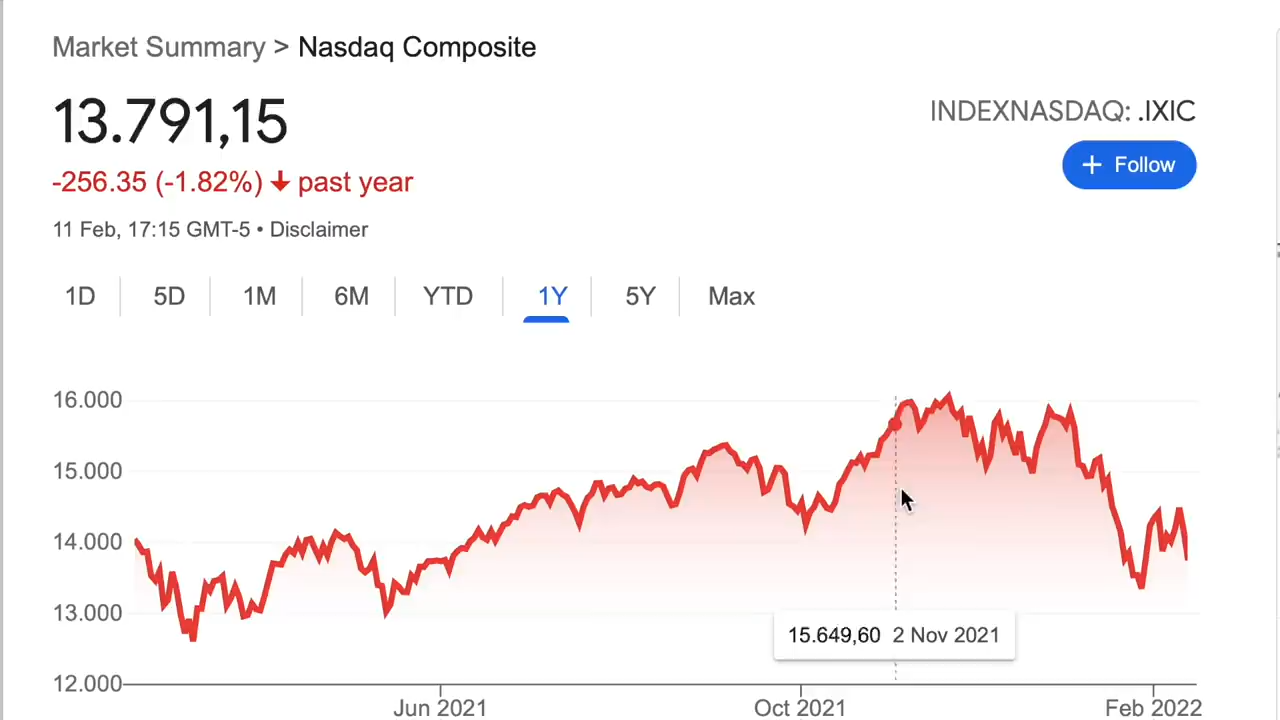 Market Summary > Nasdaq Composite
13.791,15
INDEXNASDAQ: .IXIC
+ Follow
-256.35 (-1.82%) ↓ past year
11 Feb, 17:15 GMT-5 • Disclaimer
1D 5D 1M 6M YTD 1Y 5Y Max
16.000
15.000
14.000
13.000
12.000
15.649,60 2 Nov 2021
Jun 2021 Oct 2021 Feb 2022